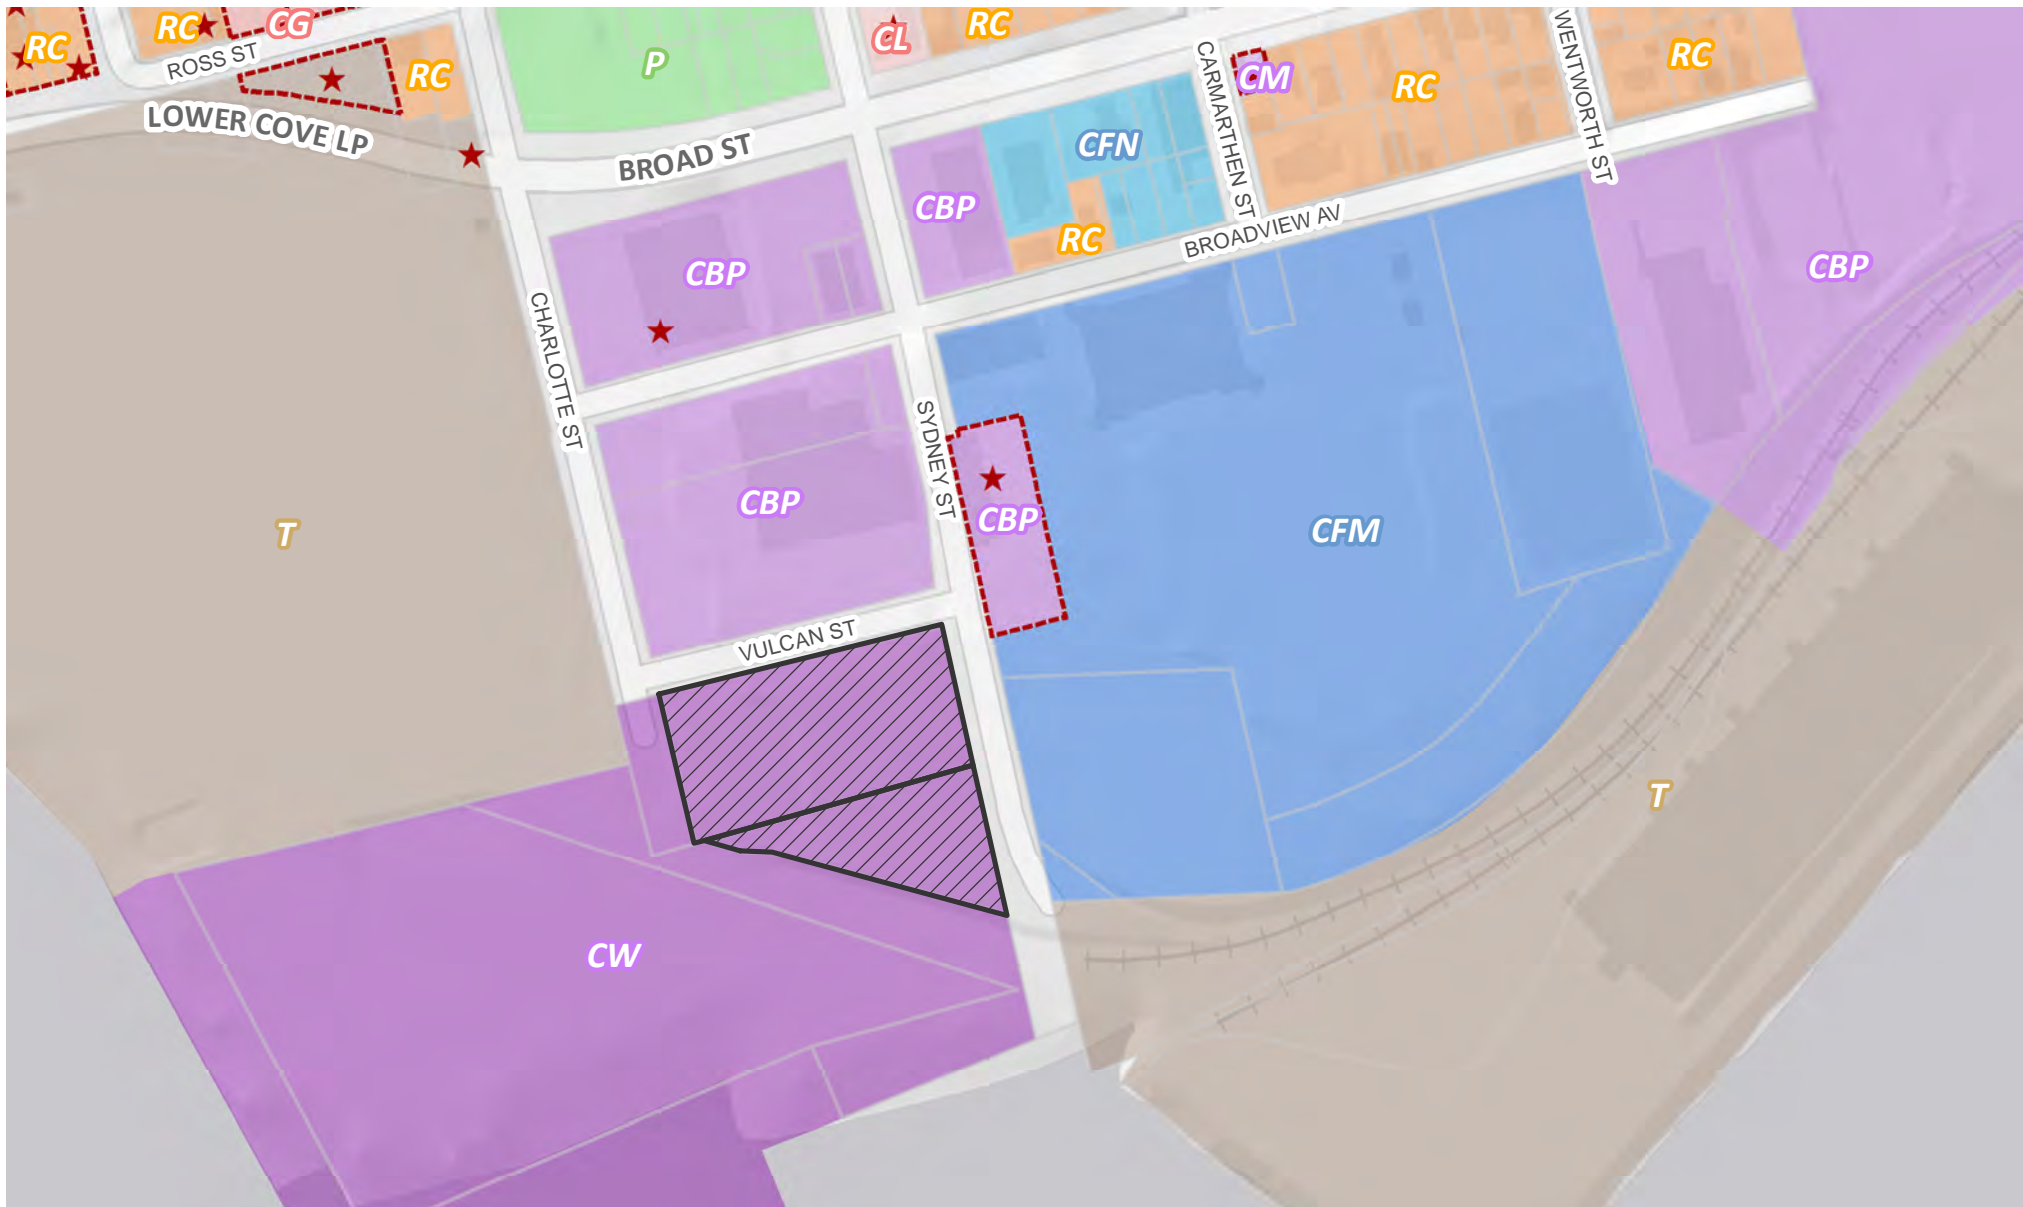 RC
RC
CG
ROSS ST
RC
LOWER COVE LP
P
BROAD ST
CL
RC
CARMARTHEN ST
CM
RC
WENTWORTH ST
RC
CFN
CBP
RC
BROADVIEW AV
CBP
CBP
CHARLOTTE ST
SYDNEY ST
CBP
CBP
CFM
T
VULCAN ST
T
CW